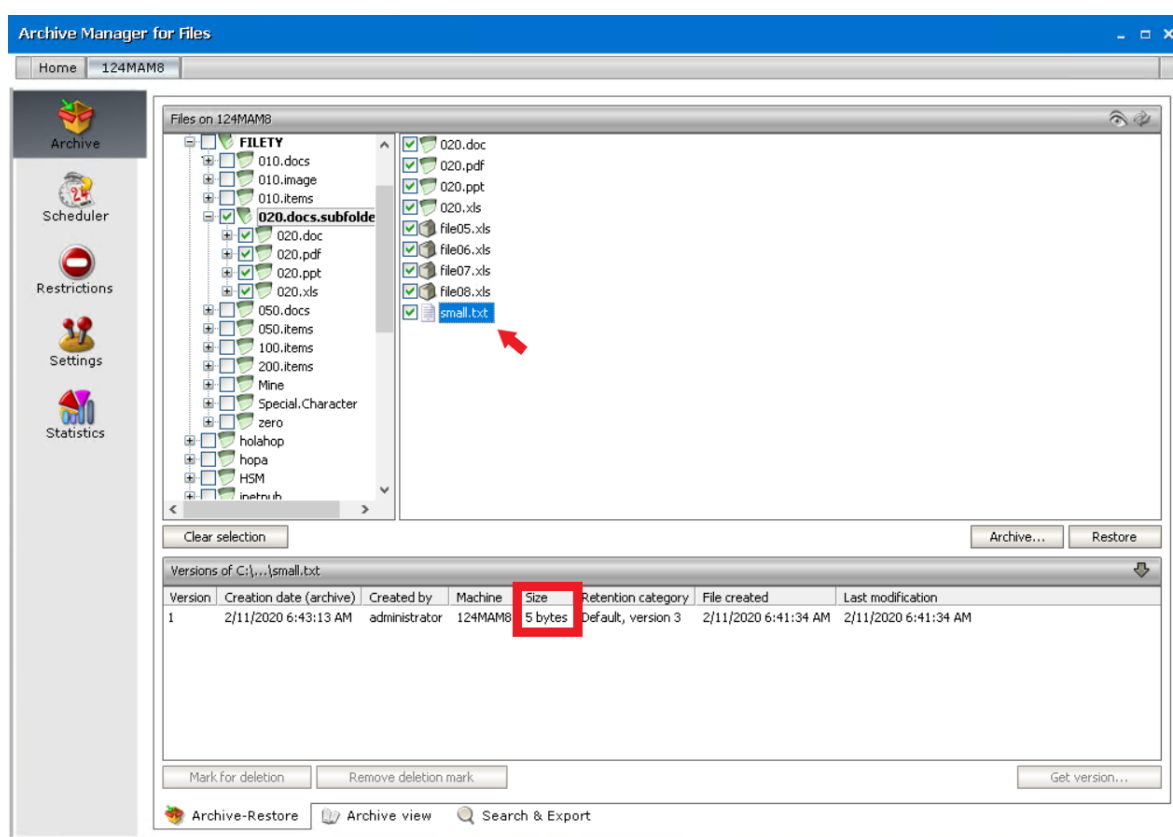 Archive Manager for Files
Home 124MAM8
Archive
Scheduler
24
Restrictions
Settings
Statistics
Files on 124MAM8
FILETY
010.docs
010.image
010.items
020.docs.subfolde
020.doc
020.pdf
020.ppt
020.xls
050.docs
050.items
100.items
200.items
Mine
Special.Character
zero
holahop
hopa
HSM
inetpub
020.doc
020.pdf
020.ppt
020.xls
file05.xls
file06.xls
file07.xls
file08.xls
small.txt
Clear selection Archive... Restore
Versions of C:\...\small.txt
Version Creation date (archive) Created by Machine Size Retention category File created Last modification
1 2/11/2020 6:43:13 AM administrator 124MAM8 5 bytes Default, version 3 2/11/2020 6:41:34 AM 2/11/2020 6:41:34 AM
Mark for deletion Remove deletion mark Get version...
Archive-Restore Archive view Search & Export